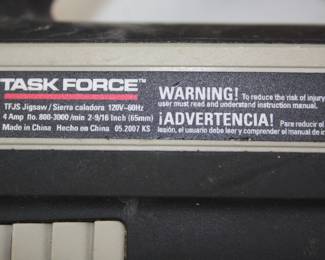 TASK FORCE™
TFJS Jigsaw / Sierra caladora 120V~60Hz
4 Amp no. 800-3000 /min 2-9/16 Inch (65mm)
Made in China Hecho en China 05.2007 KS
WARNING! To reduce the risk of injury
user must read and understand instruction manual.
¡ADVERTENCIA! Para reducir el
lesión, el usuario debe leer y comprender el manual de in